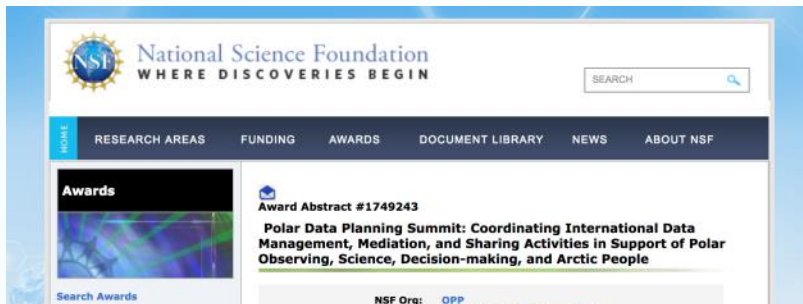 NSF
National Science Foundation
WHERE DISCOVERIES BEGIN
SEARCH
HOME
RESEARCH AREAS FUNDING AWARDS DOCUMENT LIBRARY NEWS ABOUT NSF
Awards
Award Abstract #1749243
Polar Data Planning Summit: Coordinating International Data
Management, Mediation, and Sharing Activities in Support of Polar
Observing, Science, Decision-making, and Arctic People
Search Awards
NSF Org: OPP